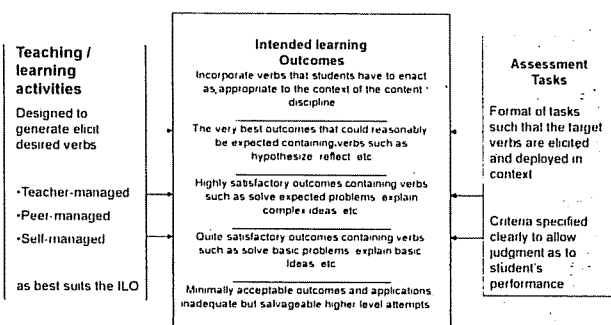 Teaching /
learning
activities
Designed to
generate elicit
desired verbs
•Teacher-managed
•Peer-managed
•Self-managed
as best suits the ILO
Intended learning
Outcomes
Incorporate verbs that students have to enact
as appropriate to the context of the content
discipline
The very best outcomes that could reasonably
be expected containing verbs such as
hypothesize reflect etc
Highly satisfactory outcomes containing verbs
such as solve expected problems explain
complex ideas etc
Quite satisfactory outcomes containing verbs
such as solve basic problems explain basic
ideas etc
Minimally acceptable outcomes and applications
inadequate but salvageable higher level attempts
Assessment
Tasks
Format of tasks
such that the target
verbs are elicited
and deployed in
context
Criteria specified
clearly to allow
judgment as to
student's
performance